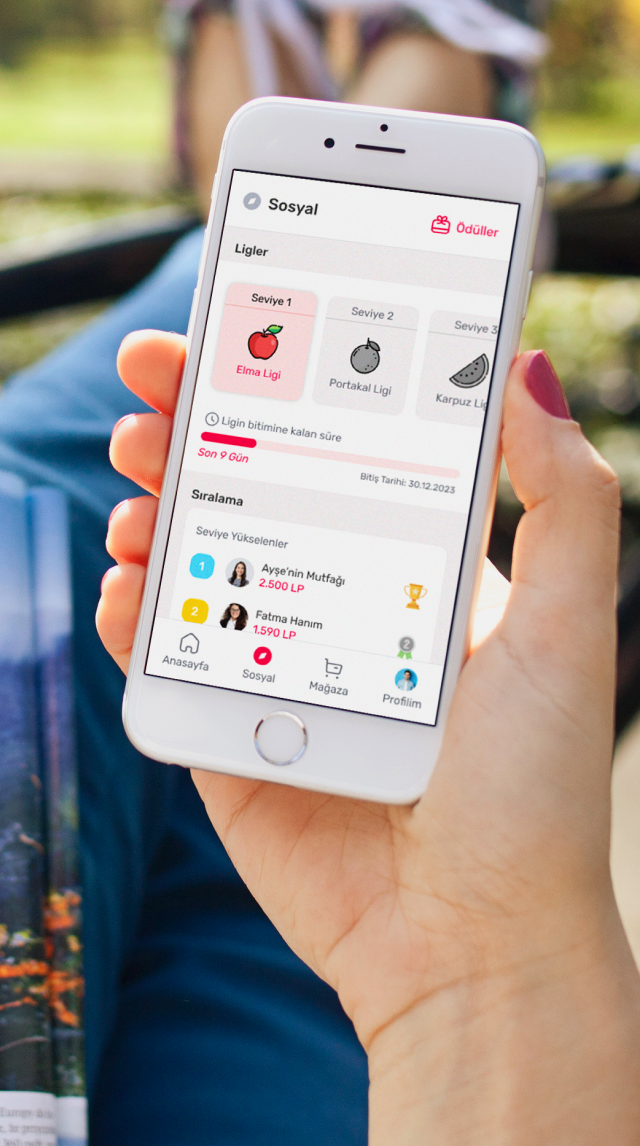 Sosyal
Ödüller
Ligler
Seviye 1
Seviye 2
Seviye 3
Elma Ligi
Portakal Ligi
Karpuz Lig
Ligin bitimine kalan süre
Son 9 Gün
Bitiş Tarihi: 30.12.2023
Sıralama
Seviye Yükselenler
1
Ayşe'nin Mutfağı
2.500 LP
2
Fatma Hanım
1.590 LP
2
Anasayfa
Sosyal
Mağaza
Profilim